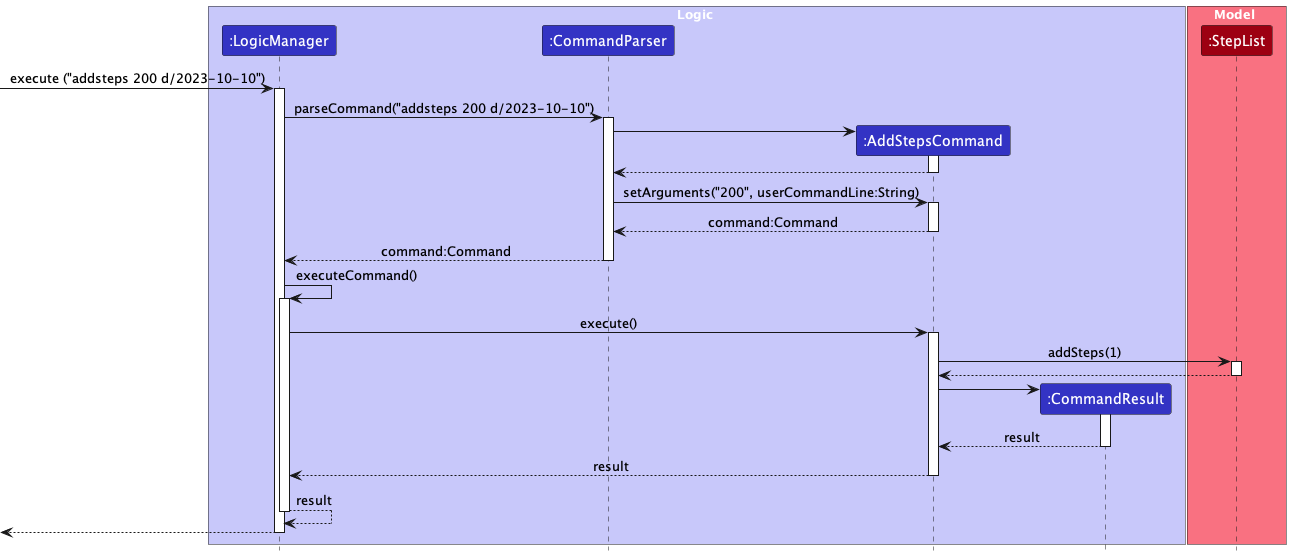 Logic
Model
:LogicManager
:CommandParser
:StepList
execute ("addsteps 200 d/2023-10-10")
parseCommand("addsteps 200 d/2023-10-10")
:AddStepsCommand
setArguments("200", userCommandLine:String)
command:Command
command:Command
executeCommand()
execute()
addSteps(1)
:CommandResult
result
result
result